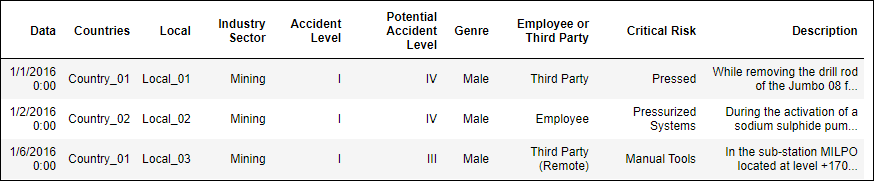 Data Countries Local Industry Sector Accident Level Potential Accident Level Genre Employee or Third Party Critical Risk Description
1/1/2016 0:00 Country_01 Local_01 Mining I IV Male Third Party Pressed While removing the drill rod of the Jumbo 08 f...
1/2/2016 0:00 Country_02 Local_02 Mining I IV Male Employee Pressurized Systems During the activation of a sodium sulphide pum...
1/6/2016 0:00 Country_01 Local_03 Mining I III Male Third Party (Remote) Manual Tools In the sub-station MILPO located at level +170...